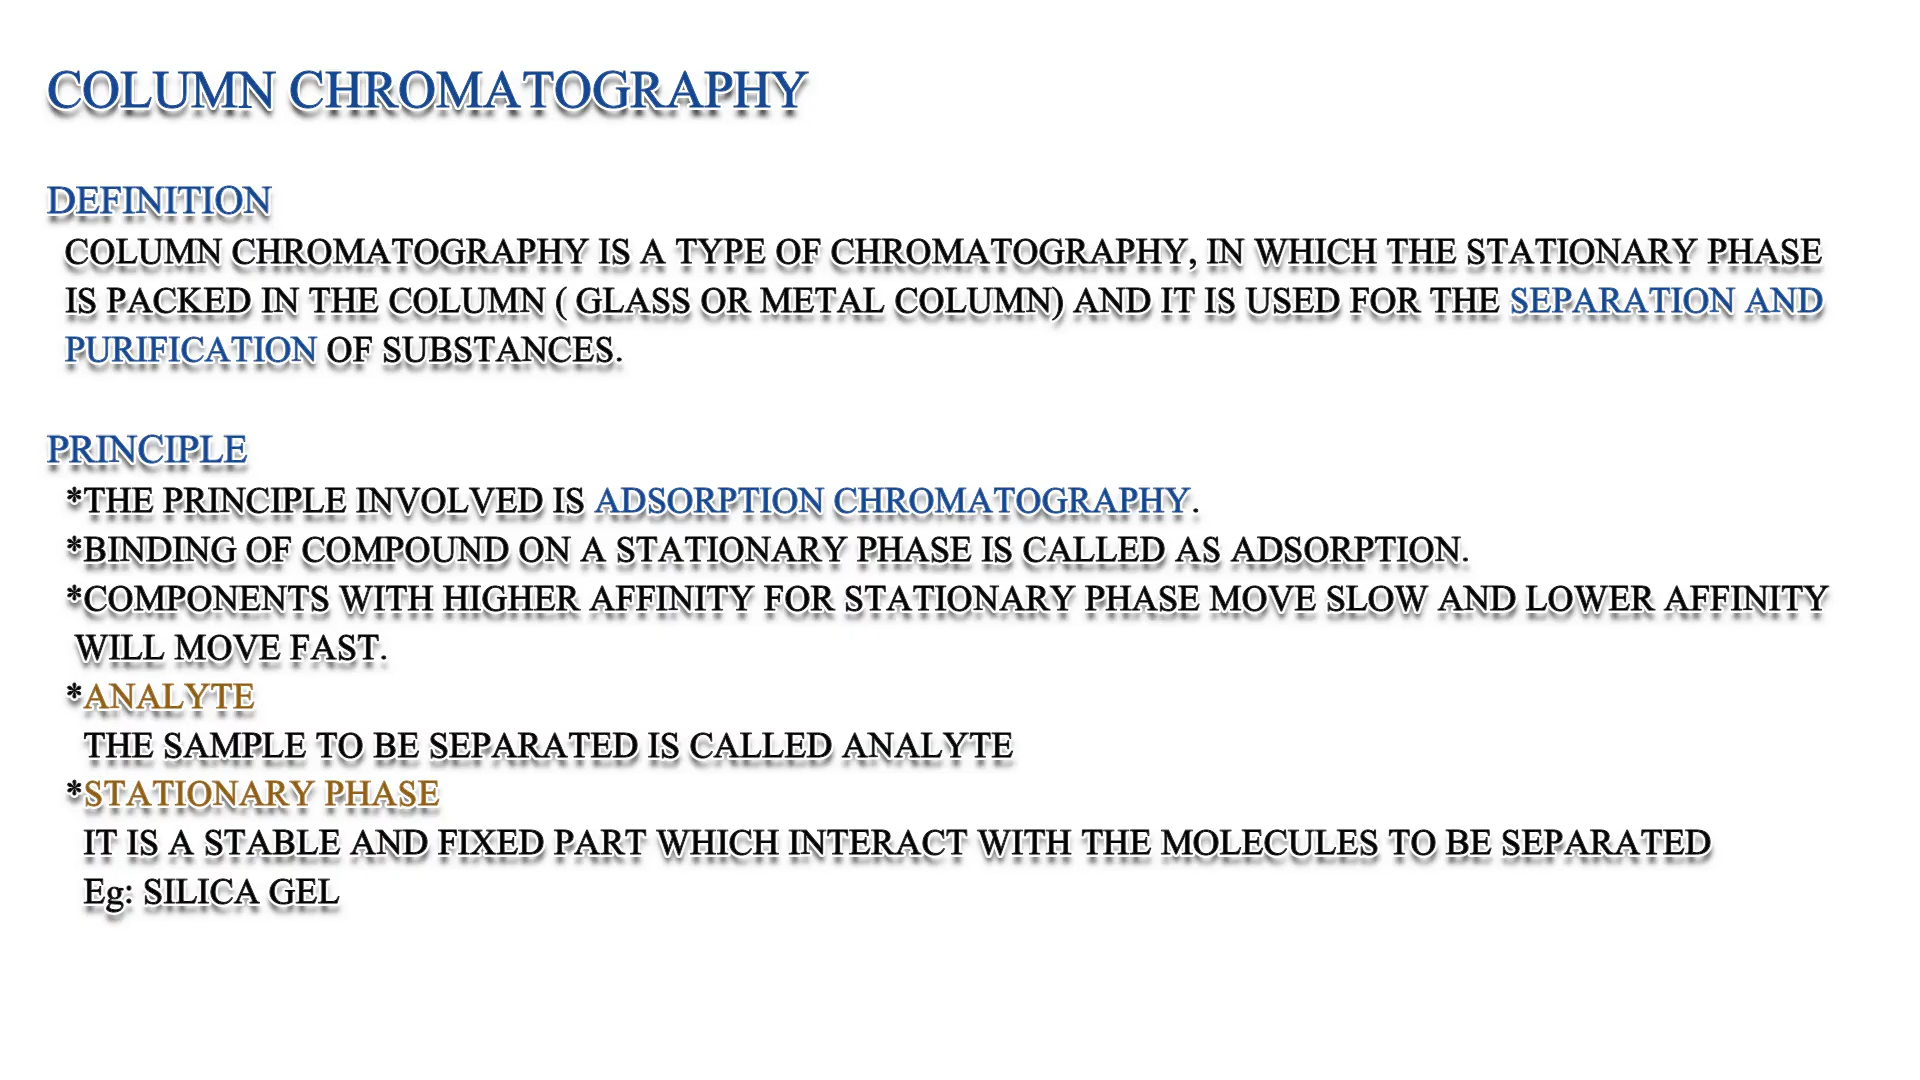 COLUMN CHROMATOGRAPHY
DEFINITION
COLUMN CHROMATOGRAPHY IS A TYPE OF CHROMATOGRAPHY, IN WHICH THE STATIONARY PHASE
IS PACKED IN THE COLUMN ( GLASS OR METAL COLUMN) AND IT IS USED FOR THE SEPARATION AND
PURIFICATION OF SUBSTANCES.
PRINCIPLE
*THE PRINCIPLE INVOLVED IS ADSORPTION CHROMATOGRAPHY.
*BINDING OF COMPOUND ON A STATIONARY PHASE IS CALLED AS ADSORPTION.
*COMPONENTS WITH HIGHER AFFINITY FOR STATIONARY PHASE MOVE SLOW AND LOWER AFFINITY
WILL MOVE FAST.
*ANALYTE
THE SAMPLE TO BE SEPARATED IS CALLED ANALYTE
*STATIONARY PHASE
IT IS A STABLE AND FIXED PART WHICH INTERACT WITH THE MOLECULES TO BE SEPARATED
Eg: SILICA GEL